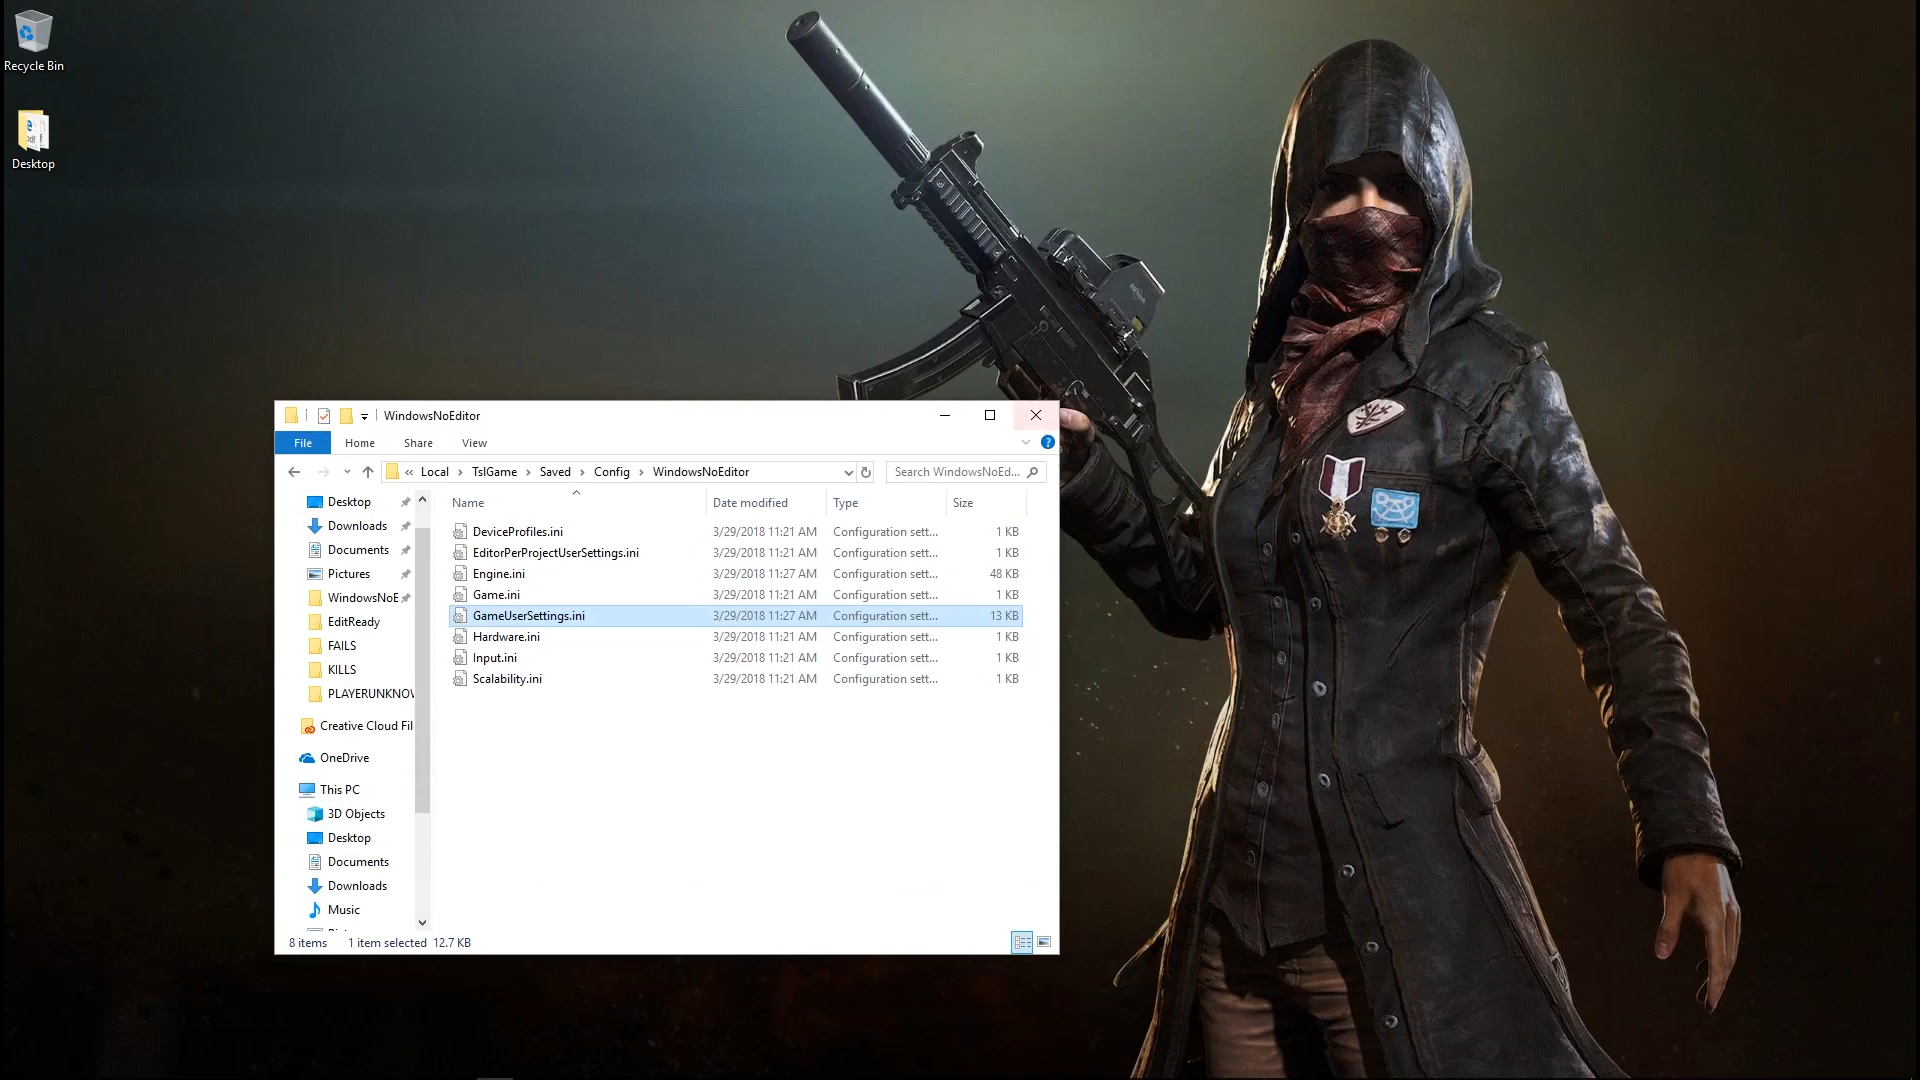 Recycle Bin
Desktop
WindowsNoEditor
File Home Share View
« Local › TslGame › Saved › Config › WindowsNoEditor
Search WindowsNoEd...
Name Date modified Type Size
DeviceProfiles.ini 3/29/2018 11:21 AM Configuration sett... 1 KB
EditorPerProjectUserSettings.ini 3/29/2018 11:21 AM Configuration sett... 1 KB
Engine.ini 3/29/2018 11:27 AM Configuration sett... 48 KB
Game.ini 3/29/2018 11:21 AM Configuration sett... 1 KB
GameUserSettings.ini 3/29/2018 11:27 AM Configuration sett... 13 KB
Hardware.ini 3/29/2018 11:21 AM Configuration sett... 1 KB
Input.ini 3/29/2018 11:21 AM Configuration sett... 1 KB
Scalability.ini 3/29/2018 11:21 AM Configuration sett... 1 KB
Desktop
Downloads
Documents
Pictures
WindowsNoE
EditReady
FAILS
KILLS
PLAYERUNKNOW
Creative Cloud Fil
OneDrive
This PC
3D Objects
Desktop
Documents
Downloads
Music
8 items 1 item selected 12.7 KB